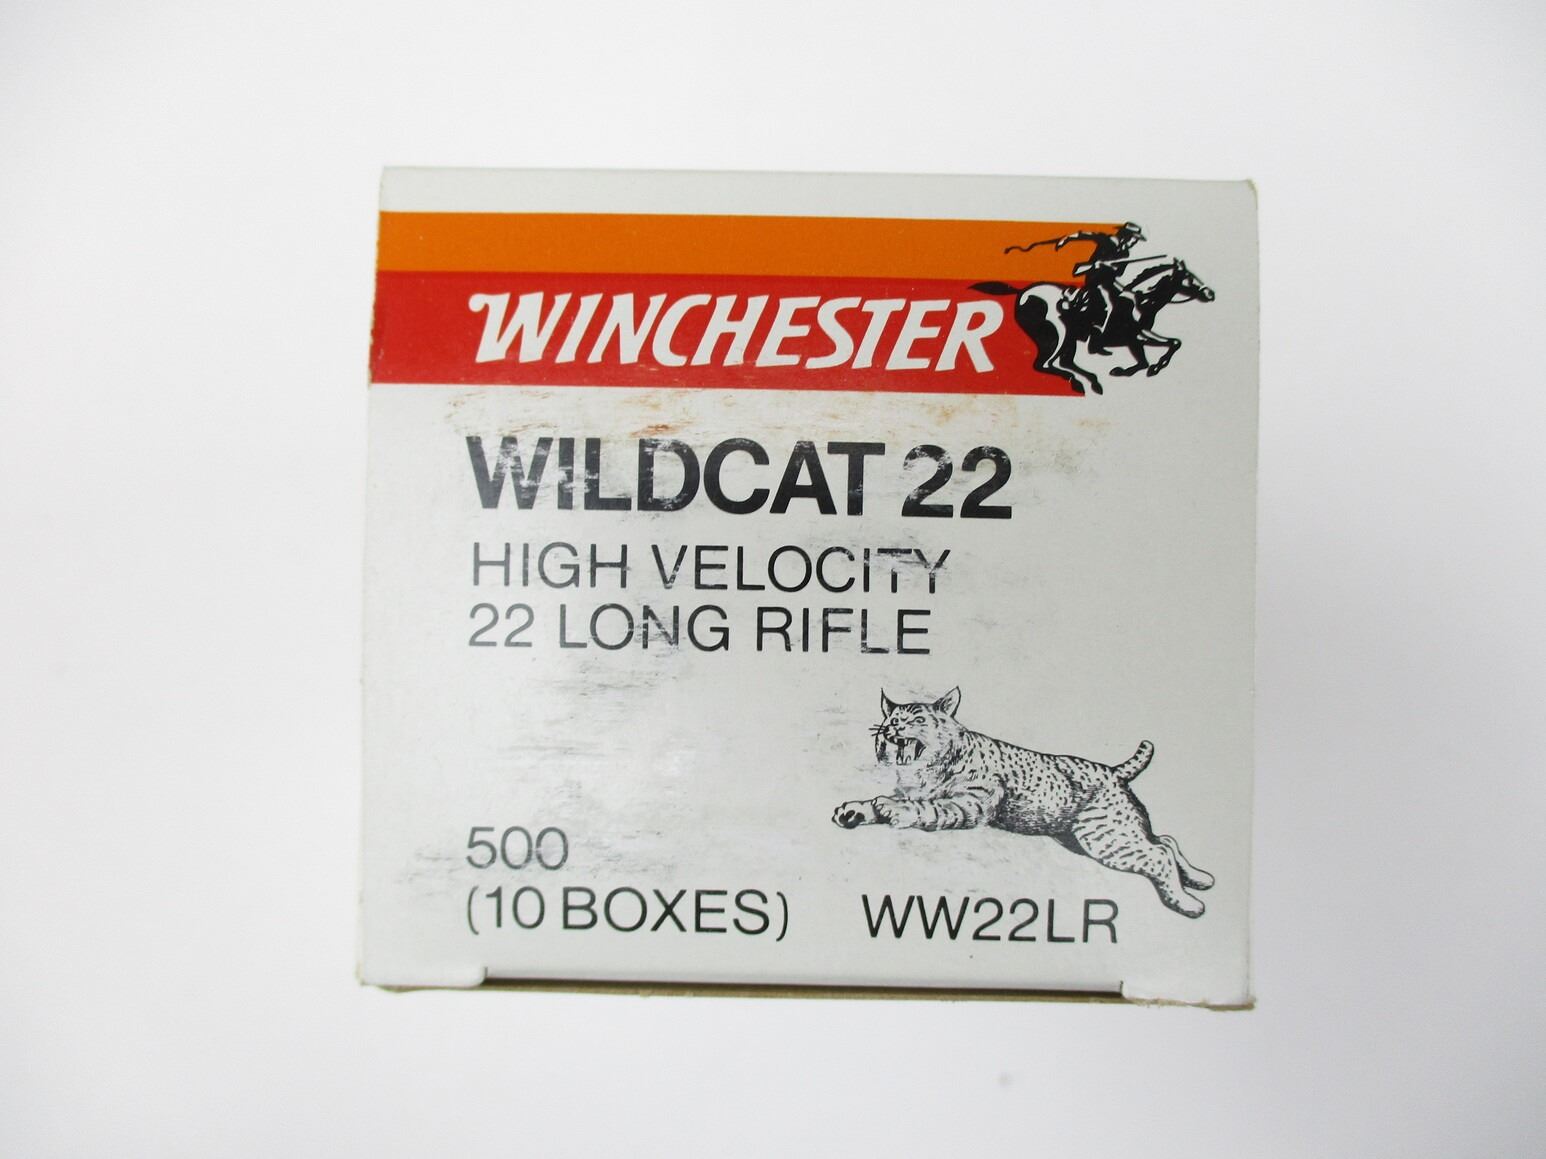 WINCHESTER
WILDCAT 22
HIGH VELOCITY
22 LONG RIFLE
500
(10 BOXES) WW22LR